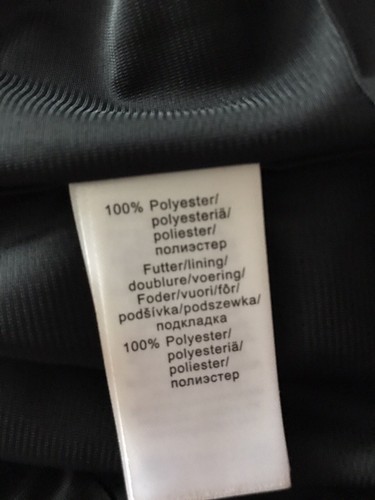 100% Polyester/
polyesteriä/
poliester/
полиэстер
Futter/lining/
doublure/voering/
Foder/vuori/fôr/
podšívka/podszewka/
подкладка
100% Polyester/
polyesteriä/
poliester/
полиэстер